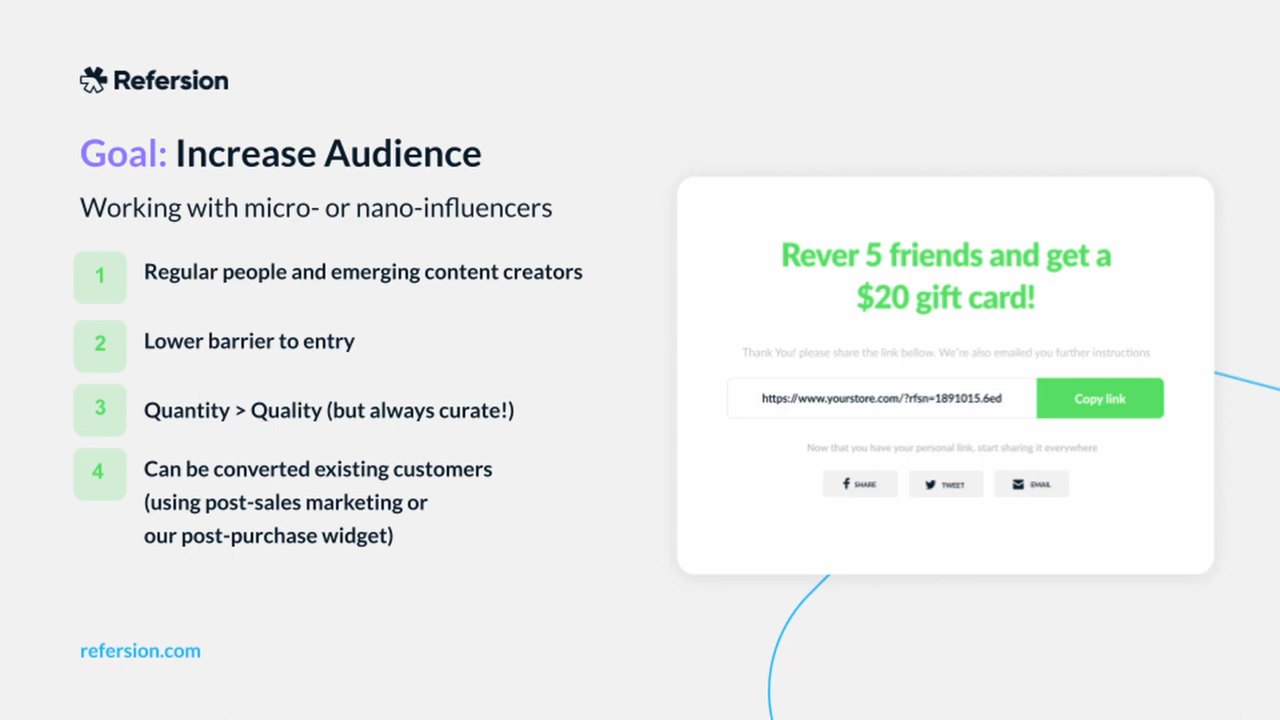 Refersion
Goal: Increase Audience
Working with micro- or nano-influencers
1 Regular people and emerging content creators
2 Lower barrier to entry
3 Quantity > Quality (but always curate!)
4 Can be converted existing customers
(using post-sales marketing or
our post-purchase widget)
refersion.com
Rever 5 friends and get a
$20 gift card!
Thank You! please share the link bellow. We're also emailed you further instructions
https://www.yourstore.com/?rfsn=1891015.6ed
Copy link
Now that you have your personal link, start sharing it everywhere
SHARE TWEET EMAIL